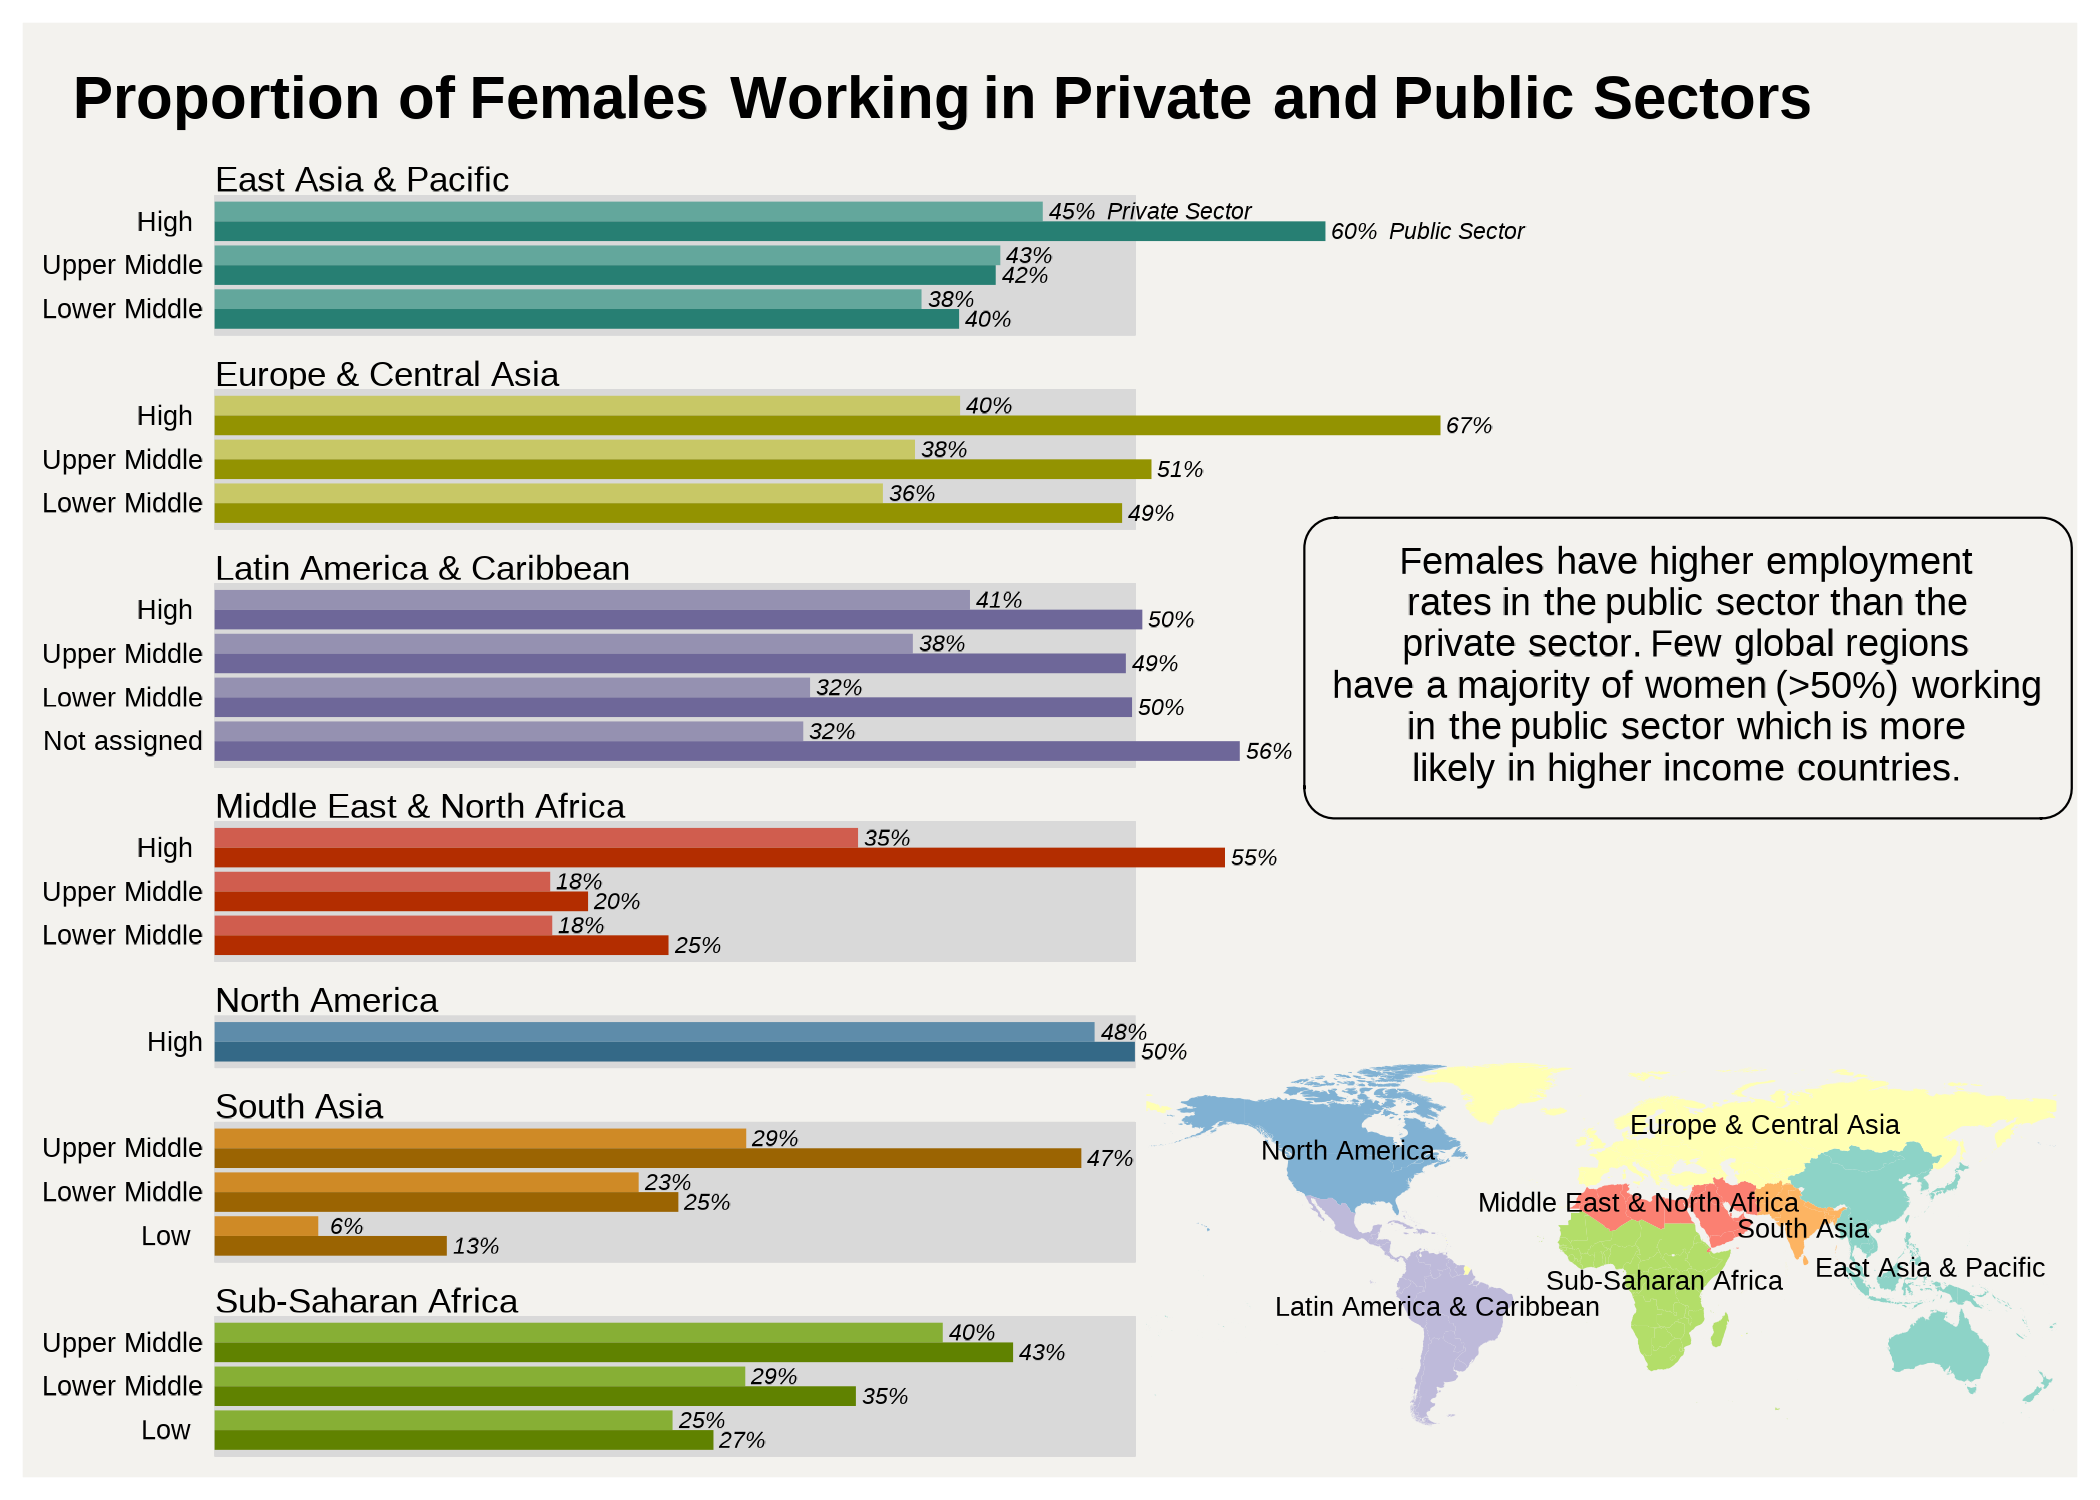 Proportion of Females Working in Private and Public Sectors
East Asia & Pacific
High 45% Private Sector
60% Public Sector
Upper Middle 43%
42%
Lower Middle 38%
40%
Europe & Central Asia
High 40%
67%
Upper Middle 38%
51%
Lower Middle 36%
49%
Latin America & Caribbean
High 41%
50%
Upper Middle 38%
49%
Lower Middle 32%
50%
Not assigned 32%
56%
Females have higher employment
rates in the public sector than the
private sector. Few global regions
have a majority of women (>50%) working
in the public sector which is more
likely in higher income countries.
Middle East & North Africa
High 35%
55%
Upper Middle 18%
20%
Lower Middle 18%
25%
North America
High 48%
50%
South Asia
Upper Middle 29%
47%
Lower Middle 23%
25%
Low 6%
13%
Sub-Saharan Africa
Upper Middle 40%
43%
Lower Middle 29%
35%
Low 25%
27%
Europe & Central Asia
North America
Middle East & North Africa
South Asia
East Asia & Pacific
Sub-Saharan Africa
Latin America & Caribbean